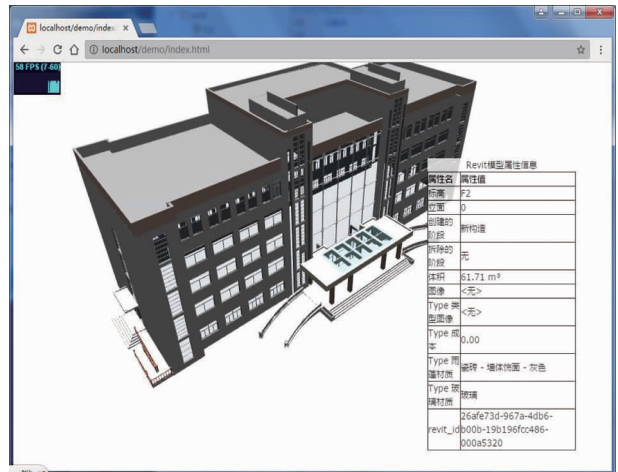 localhost/demo/index.
localhost/demo/index.html
58 FPS (7-60)
Revit模型属性信息
属性名 属性值
标高 F2
立面 0
创建的
阶段 新构造
拆除的
阶段 无
体积 61.71 m³
图像 <无>
Type 类
型图像 <无>
Type 成
本 0.00
Type 雨
蓬材质 瓷砖 - 墙体饰面 - 灰色
Type 玻
璃材质 玻璃
26afe73d-967a-4db6-
revit_id b00b-19b196fcc486-
000a5320